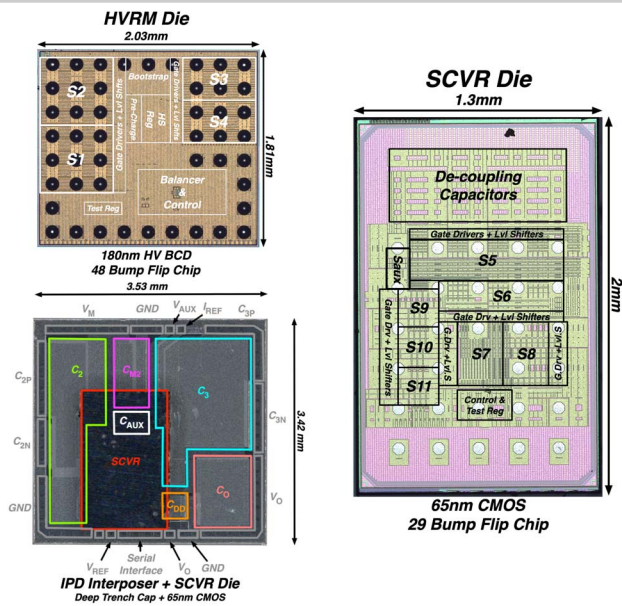 HVRM Die
2.03mm
S2
Bootstrap
S3
S4
S1
Gate Drivers + Lvl Shfts
Pre-Charge
HS
Reg
Gate Drivers + Lvl Shfts
Balancer
&
Control
Test Reg
1.81mm
180nm HV BCD
48 Bump Flip Chip
3.53 mm
V_M
GND
V_AUX
I_REF
C_3P
C_2P
C_2N
GND
C_2
C_M2
C_3
C_AUX
SCVR
C_DD
C_O
C_3N
V_O
3.42 mm
V_REF
Serial
Interface
V_O
GND
IPD Interposer + SCVR Die
Deep Trench Cap + 65nm CMOS
SCVR Die
1.3mm
De-coupling
Capacitors
Gate Drivers + Lvl Shifters
Saux
S5
S6
S9
Gate Drv + Lvl Shifters
Gate Drv + Lvl Shifters
S10
G.Drv +Lvl.S
S7
S8
G.Drv +Lvl.S
S11
Control &
Test Reg
2mm
65nm CMOS
29 Bump Flip Chip